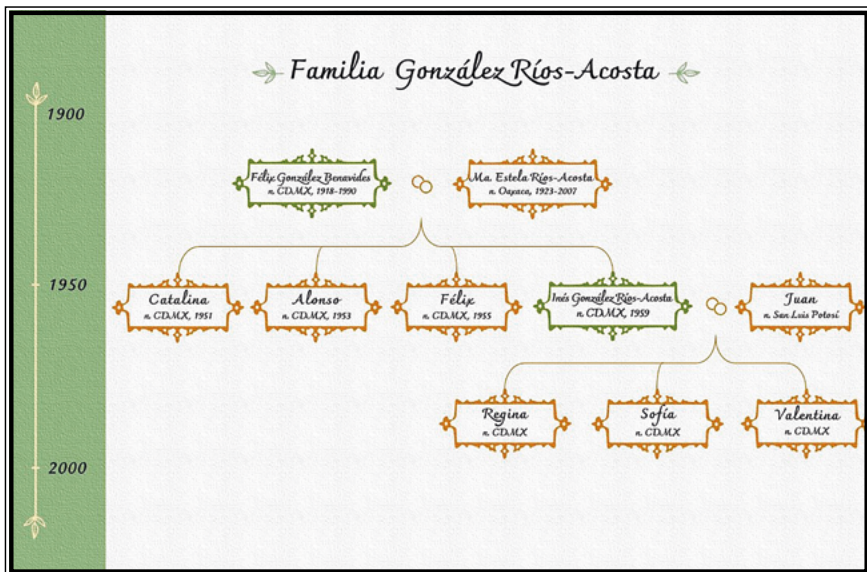 Familia González Ríos-Acosta
1900
Félix González Benavides
n. CDMX, 1918-1990
Ma. Estela Ríos-Acosta
n. Oaxaca, 1923-2007
1950
Catalina
n. CDMX, 1951
Alonso
n. CDMX, 1953
Félix
n. CDMX, 1955
Inés González Ríos-Acosta
n. CDMX, 1959
Juan
n. San Luis Potosí
Regina
n. CDMX
Sofía
n. CDMX
Valentina
n. CDMX
2000